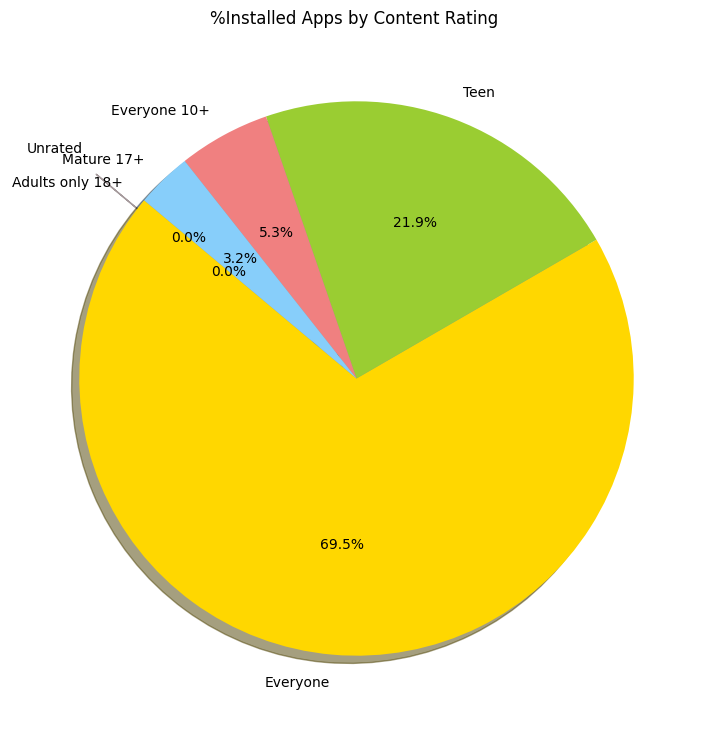 %Installed Apps by Content Rating
Teen
Everyone 10+
Unrated
Mature 17+
Adults only 18+
21.9%
5.3%
0.0%
3.2%
0.0%
69.5%
Everyone